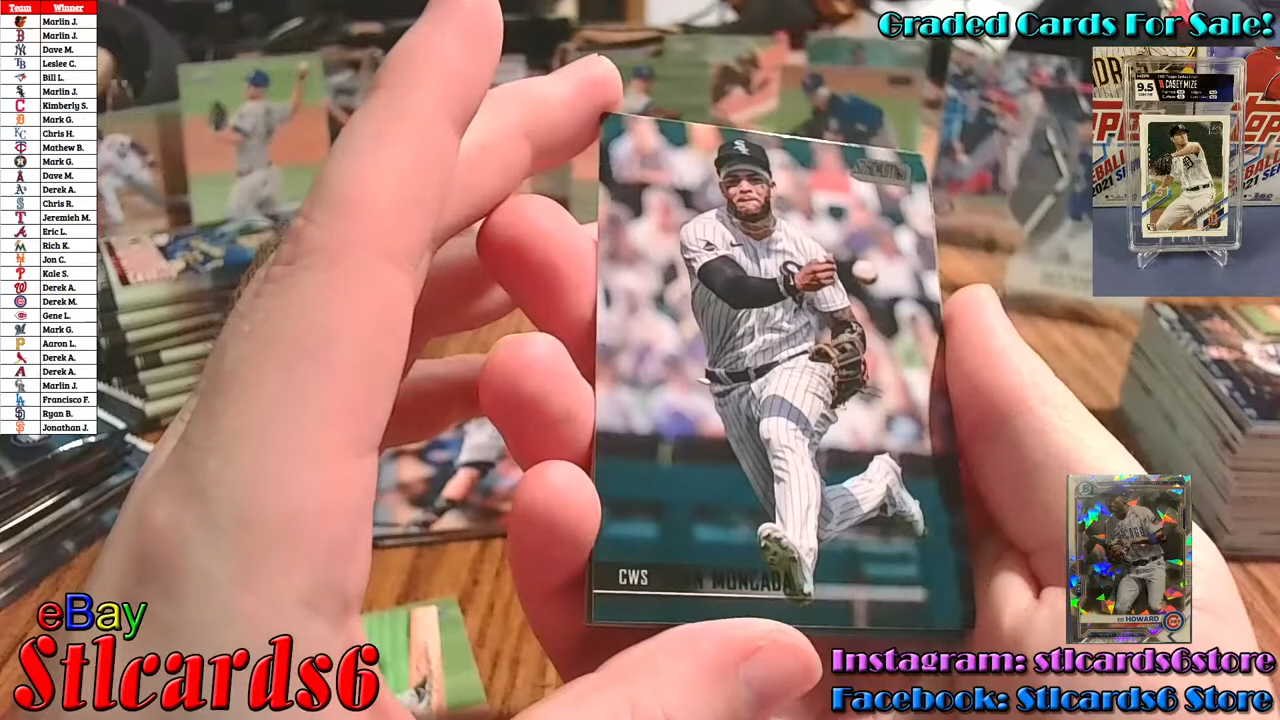 Team Winner
Marlin J.
Marlin J.
Dave M.
Leslee C.
Bill L.
Marlin J.
Kimberly S.
Mark G.
Chris H.
Mathew B.
Mark G.
Dave M.
Derek A.
Chris R.
Jeremieh M.
Eric L.
Rich K.
Jon C.
Kale S.
Derek A.
Derek M.
Gene L.
Mark G.
Aaron L.
Derek A.
Derek A.
Marlin J.
Francisco F.
Ryan B.
Jonathan J.
Graded Cards For Sale!
9.5
CASEY MIZE
CWS
N MONCADA
ED HOWARD
eBay
Stlcards6
Instagram: stlcards6store
Facebook: Stlcards6 Store